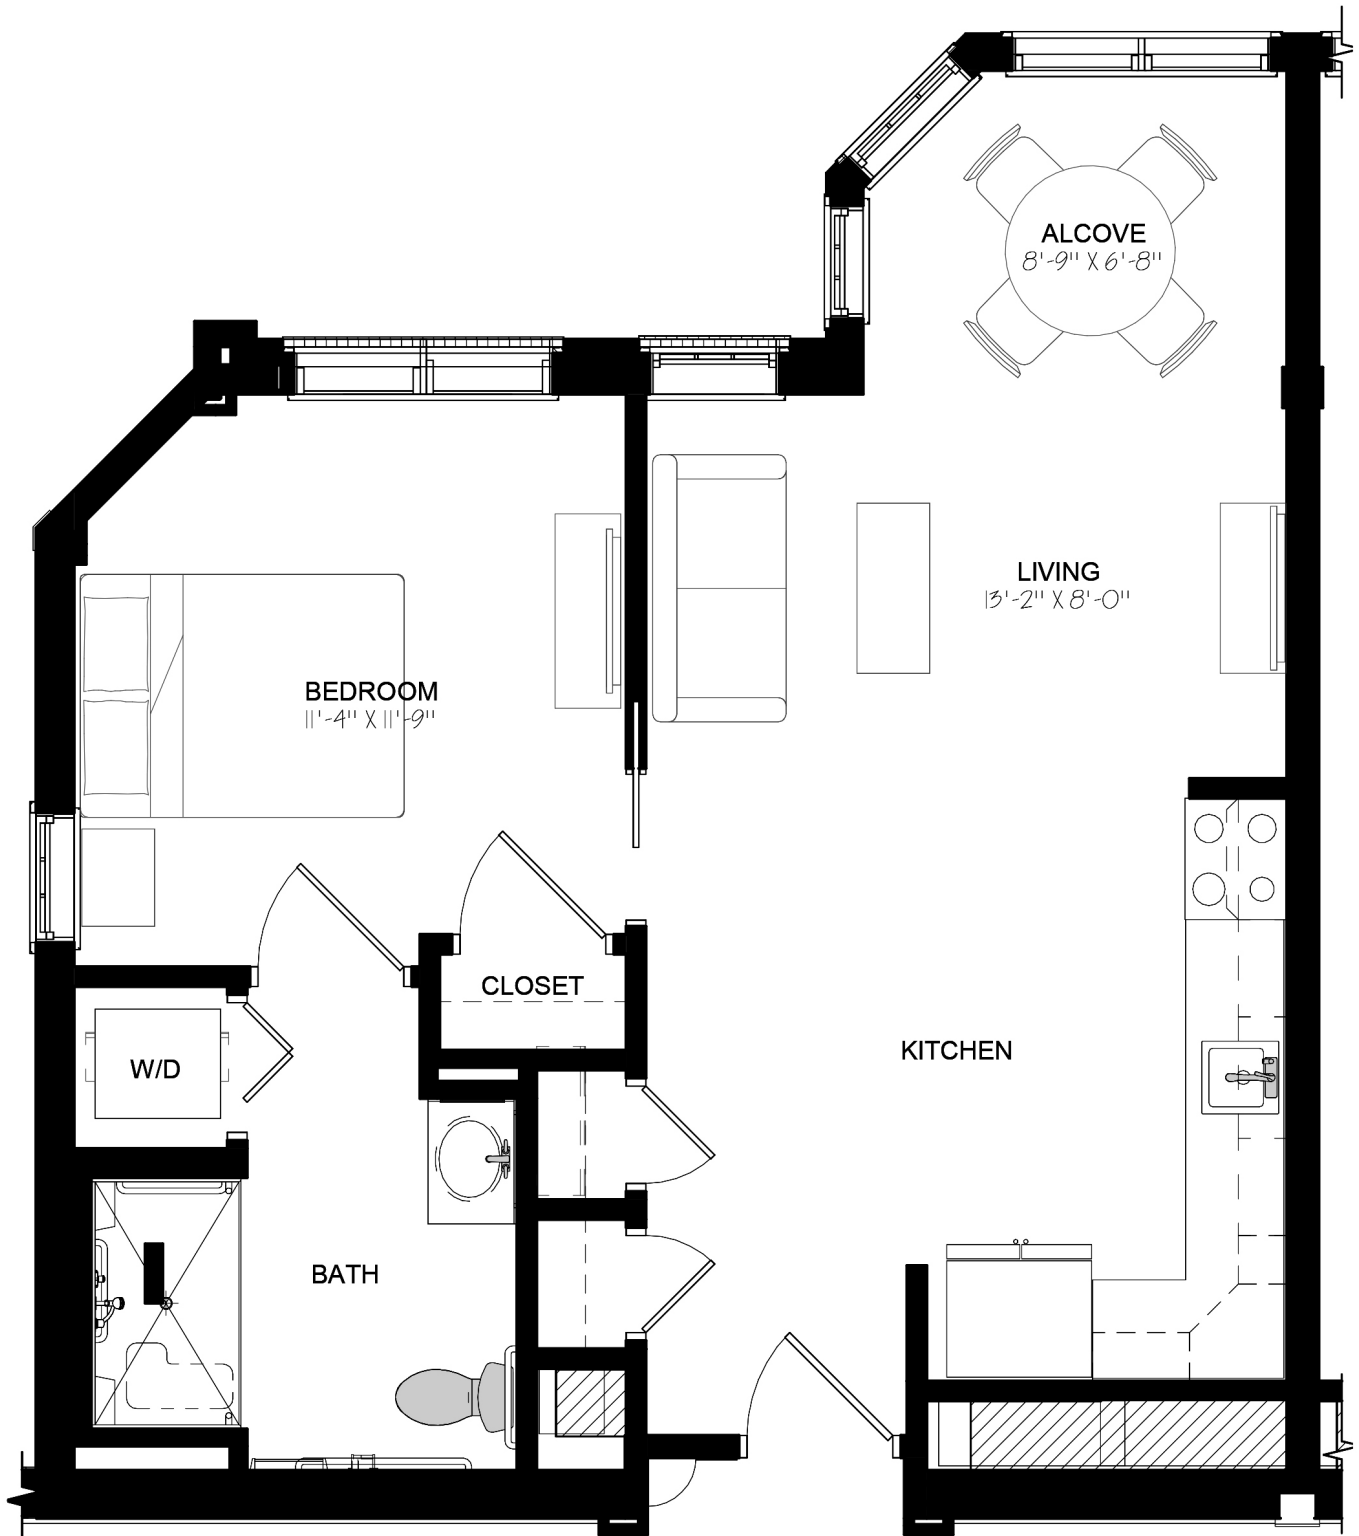 ALCOVE
8'-9" X 6'-8"
LIVING
13'-2" X 8'-0"
BEDROOM
11'-4" X 11'-9"
CLOSET
KITCHEN
W/D
BATH